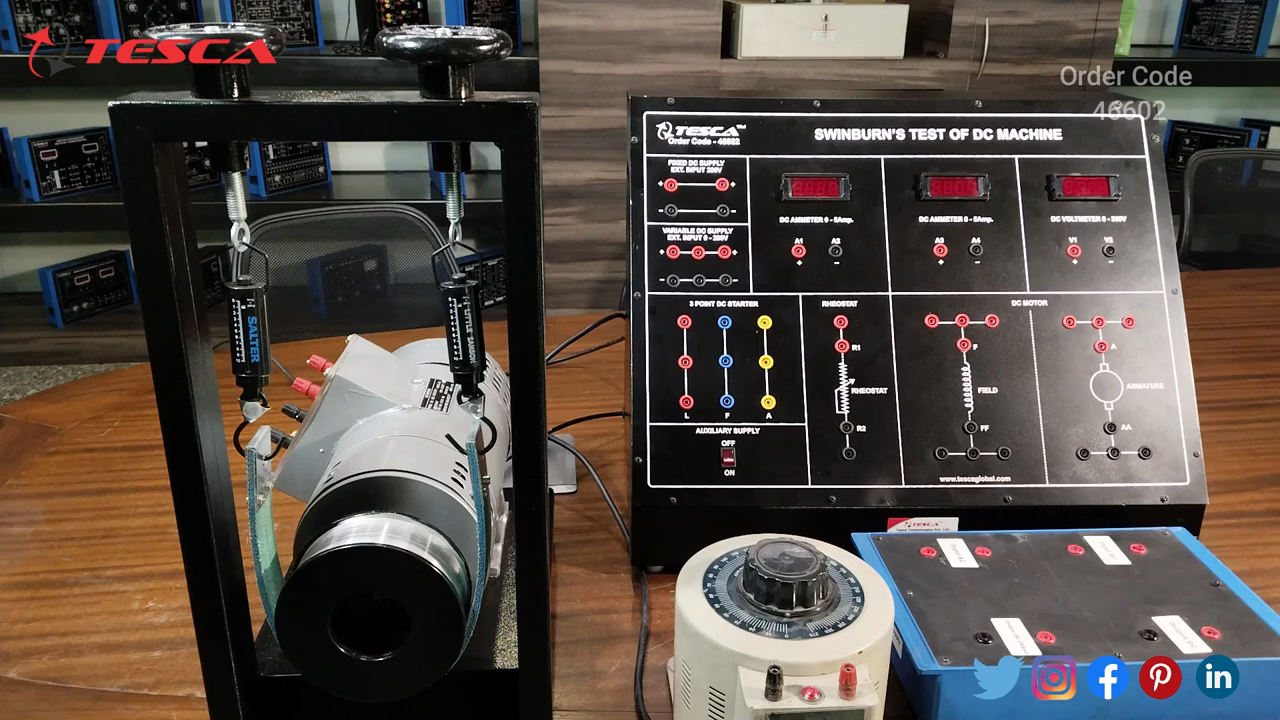 TESCA
Order Code
46602
TESCA
Order Code - 46602
SWINBURN'S TEST OF DC MACHINE
FIXED DC SUPPLY
EXT. INPUT 200V
VARIABLE DC SUPPLY
EXT. INPUT 0 - 250V
DC AMMETER 0 - 5Amp.
DC AMMETER 0 - 5Amp.
DC VOLTMETER 0 - 300V
A1 A2
A3 A4
V1 V2
+ -
3 POINT DC STARTER
RHEOSTAT
DC MOTOR
R1
RHEOSTAT
R2
F
FIELD
FF
A
ARMATURE
AA
L F A
AUXILIARY SUPPLY
OFF
ON
www.tescaglobal.com
SALTER
TESCA
in